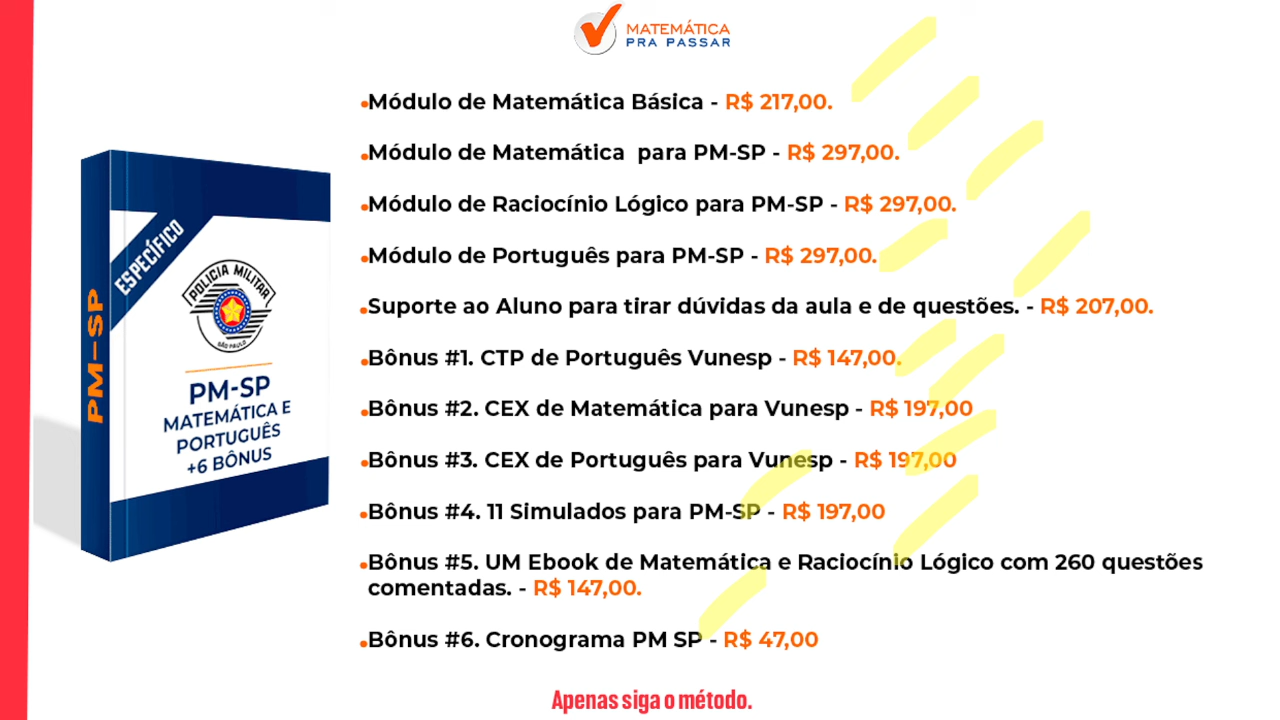 MATEMÁTICA
PRA PASSAR
•Módulo de Matemática Básica - R$ 217,00.
•Módulo de Matemática  para PM-SP - R$ 297,00.
•Módulo de Raciocínio Lógico para PM-SP - R$ 297,00.
•Módulo de Português para PM-SP - R$ 297,00.
•Suporte ao Aluno para tirar dúvidas da aula e de questões. - R$ 207,00.
•Bônus #1. CTP de Português Vunesp - R$ 147,00.
•Bônus #2. CEX de Matemática para Vunesp - R$ 197,00
•Bônus #3. CEX de Português para Vunesp - R$ 197,00
•Bônus #4. 11 Simulados para PM-SP - R$ 197,00
•Bônus #5. UM Ebook de Matemática e Raciocínio Lógico com 260 questões
comentadas. - R$ 147,00.
•Bônus #6. Cronograma PM SP - R$ 47,00
PM-SP
ESPECÍFICO
POLÍCIA MILITAR
SÃO PAULO
PM-SP
MATEMÁTICA E
PORTUGUÊS
+6 BÔNUS
Apenas siga o método.